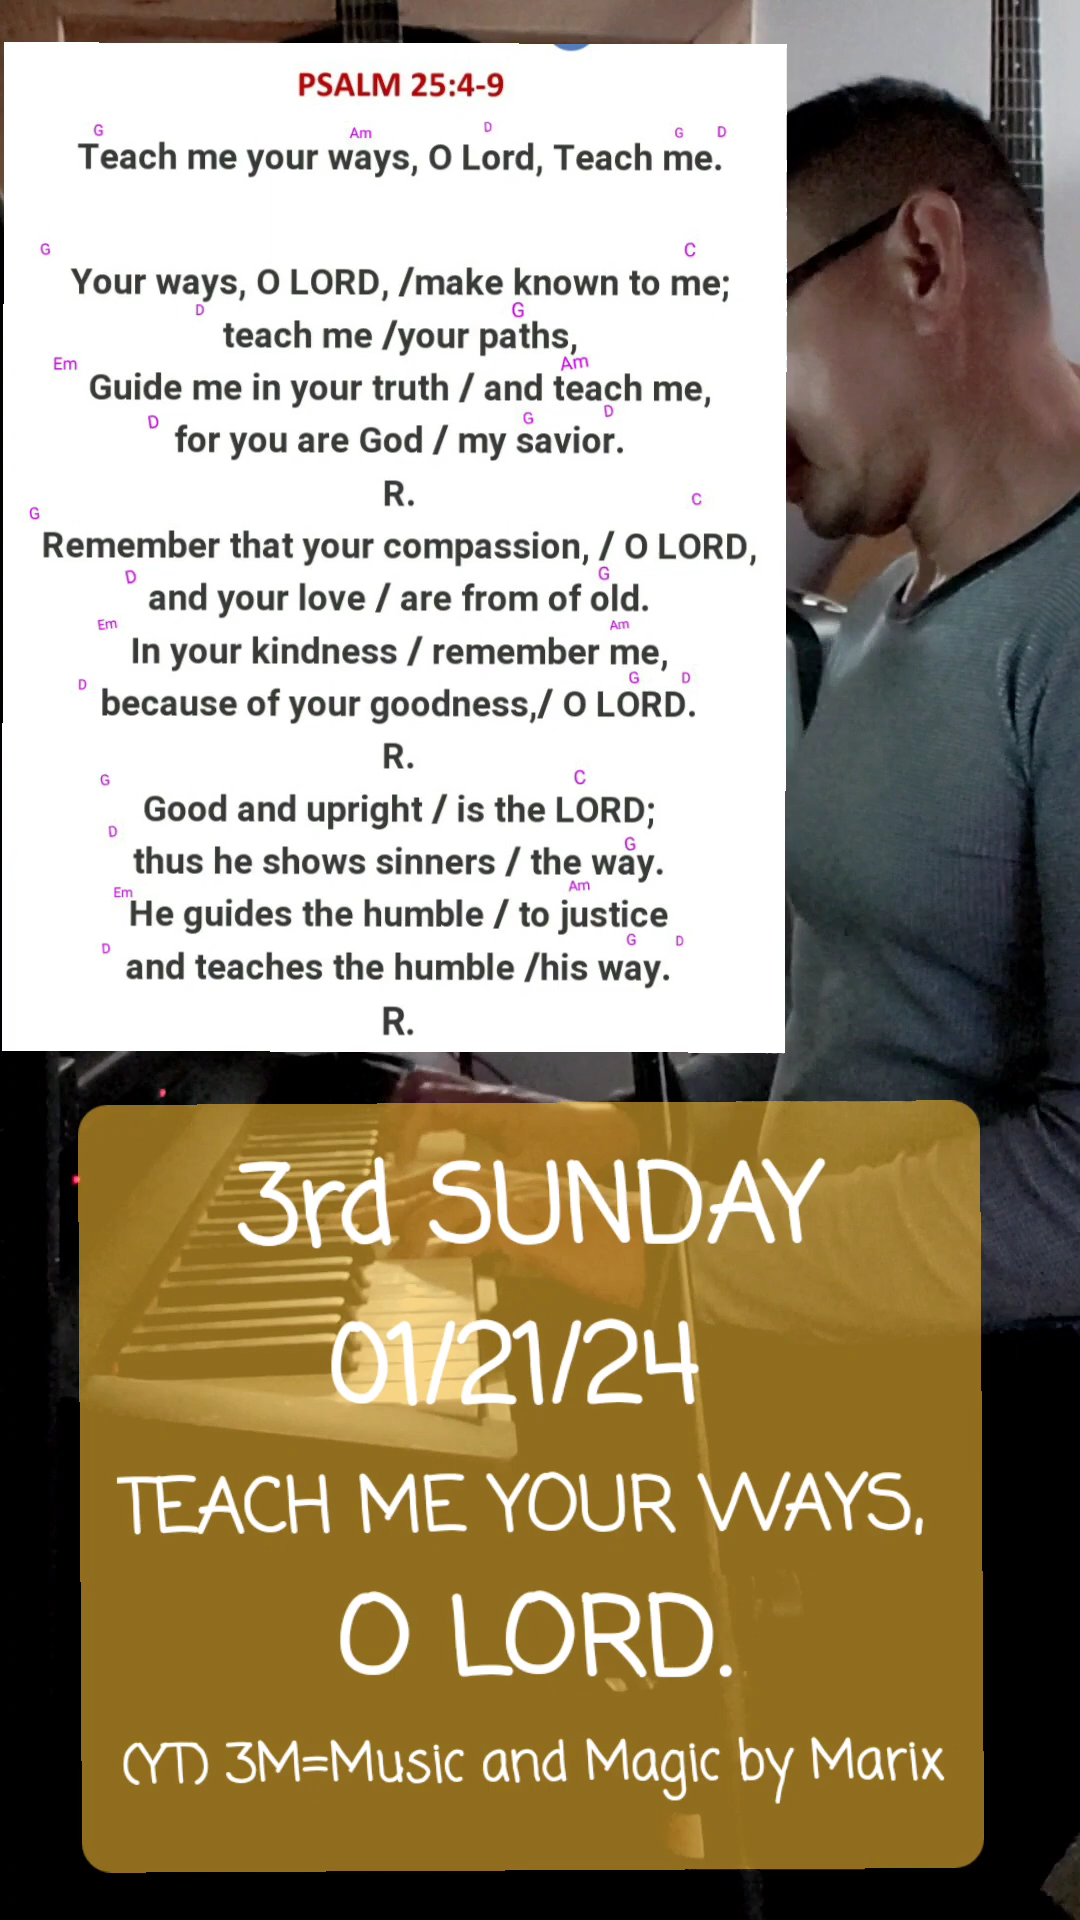 PSALM 25:4-9
G Am D G D
Teach me your ways, O Lord, Teach me.
G C
Your ways, O LORD, /make known to me;
D G
teach me /your paths,
Em Am
Guide me in your truth / and teach me,
D G D
for you are God / my savior.
R.
G C
Remember that your compassion, / O LORD,
D G
and your love / are from of old.
Em Am
In your kindness / remember me,
D G D
because of your goodness,/ O LORD.
R.
G C
Good and upright / is the LORD;
D G
thus he shows sinners / the way.
Em Am
He guides the humble / to justice
D G D
and teaches the humble /his way.
R.
3rd SUNDAY
01/21/24
TEACH ME YOUR WAYS,
O LORD.
(YT) 3M=Music and Magic by Marix